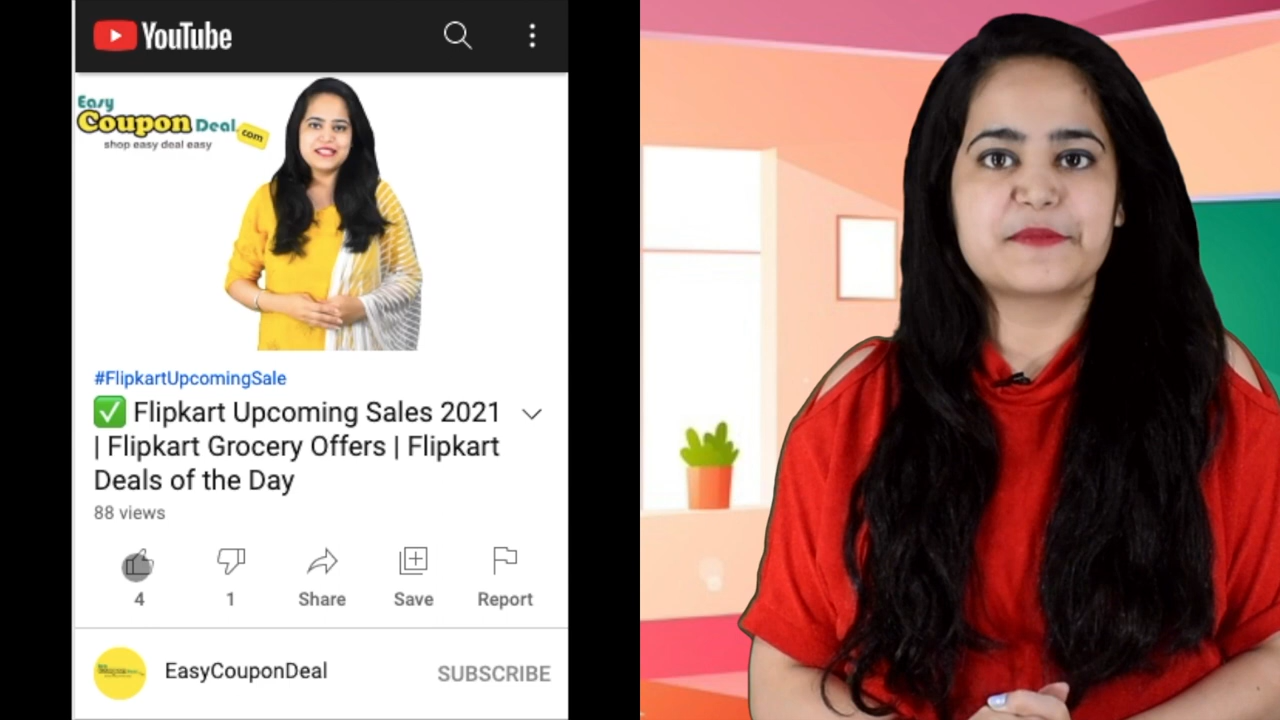 YouTube
Easy
Coupon Deal.com
shop easy deal easy
#FlipkartUpcomingSale
✅ Flipkart Upcoming Sales 2021
| Flipkart Grocery Offers | Flipkart
Deals of the Day
88 views
4
1
Share
Save
Report
EasyCouponDeal
SUBSCRIBE